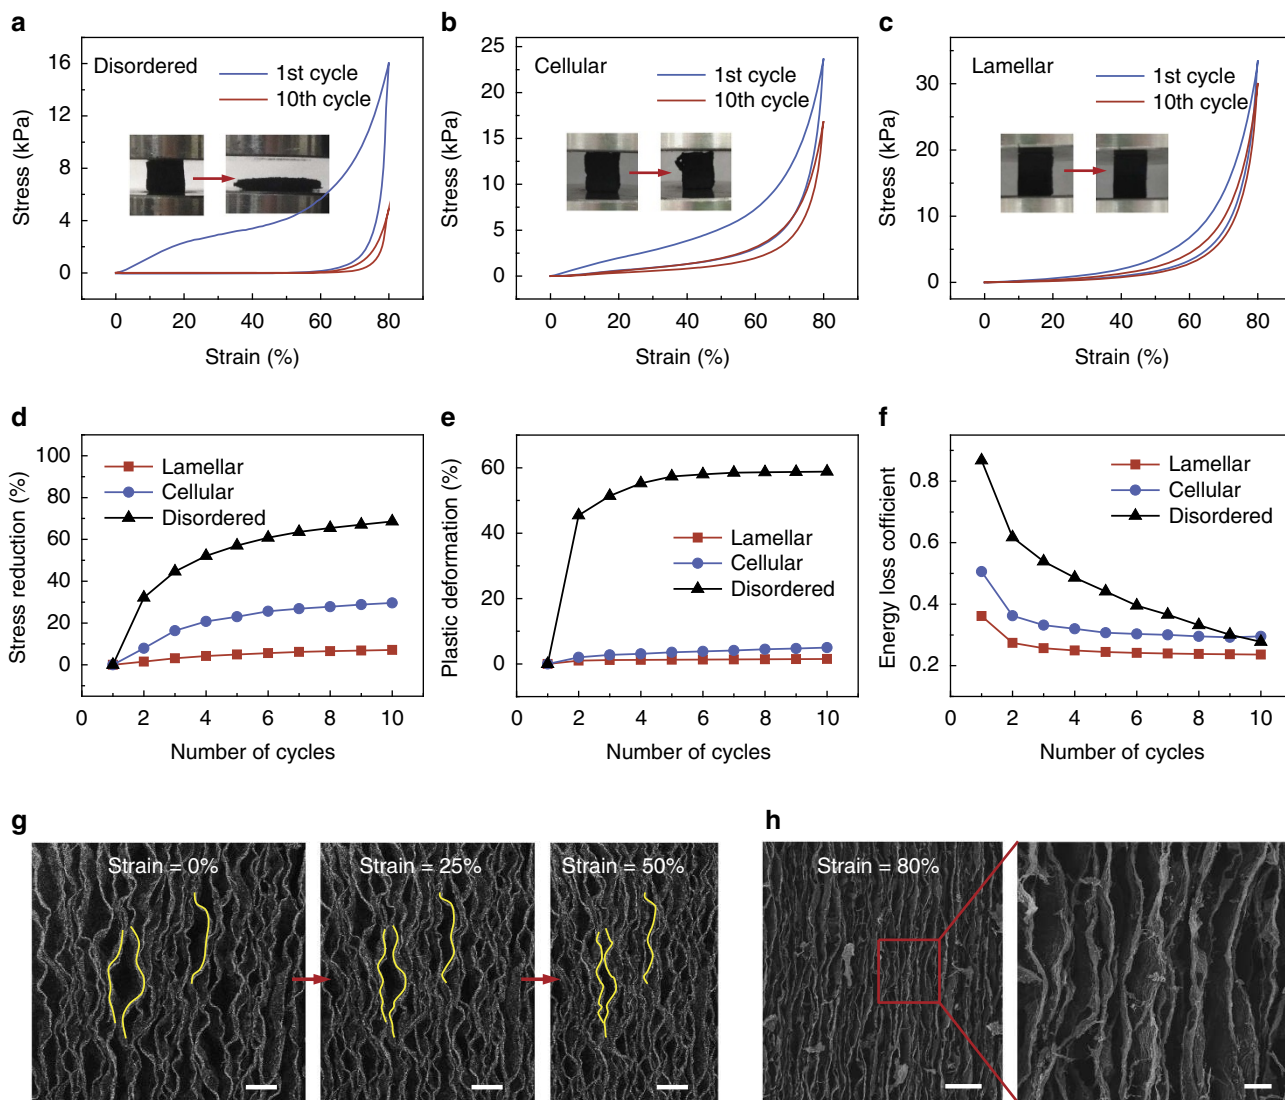 a
16
12
8
4
0
Stress (kPa)
Disordered
1st cycle
10th cycle
0 20 40 60 80
Strain (%)
b
25
20
15
10
5
0
Stress (kPa)
Cellular
1st cycle
10th cycle
0 20 40 60 80
Strain (%)
c
30
20
10
0
Stress (kPa)
Lamellar
1st cycle
10th cycle
0 20 40 60 80
Strain (%)
d
100
80
60
40
20
0
Stress reduction (%)
Lamellar
Cellular
Disordered
0 2 4 6 8 10
Number of cycles
e
60
40
20
0
Plastic deformation (%)
Lamellar
Cellular
Disordered
0 2 4 6 8 10
Number of cycles
f
0.8
0.6
0.4
0.2
Energy loss cofficient
Lamellar
Cellular
Disordered
0 2 4 6 8 10
Number of cycles
g
Strain = 0%
Strain = 25%
Strain = 50%
h
Strain = 80%